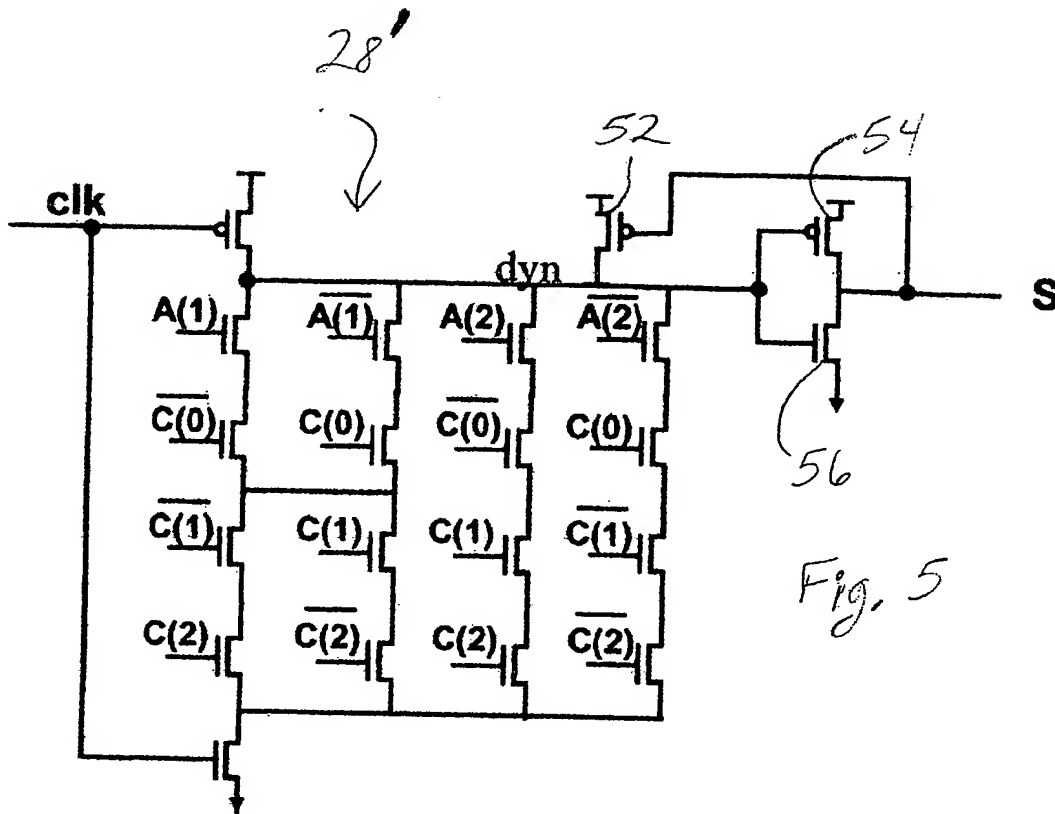 28'
52
54
clk
dyn
S
A(1)
A̅(̅1̅)̅
A(2)
A̅(̅2̅)̅
C̅(̅0̅)̅
C(0)
C̅(̅0̅)̅
C(0)
56
C̅(̅1̅)̅
C(1)
C(1)
C̅(̅1̅)̅
Fig. 5
C(2)
C̅(̅2̅)̅
C(2)
C̅(̅2̅)̅